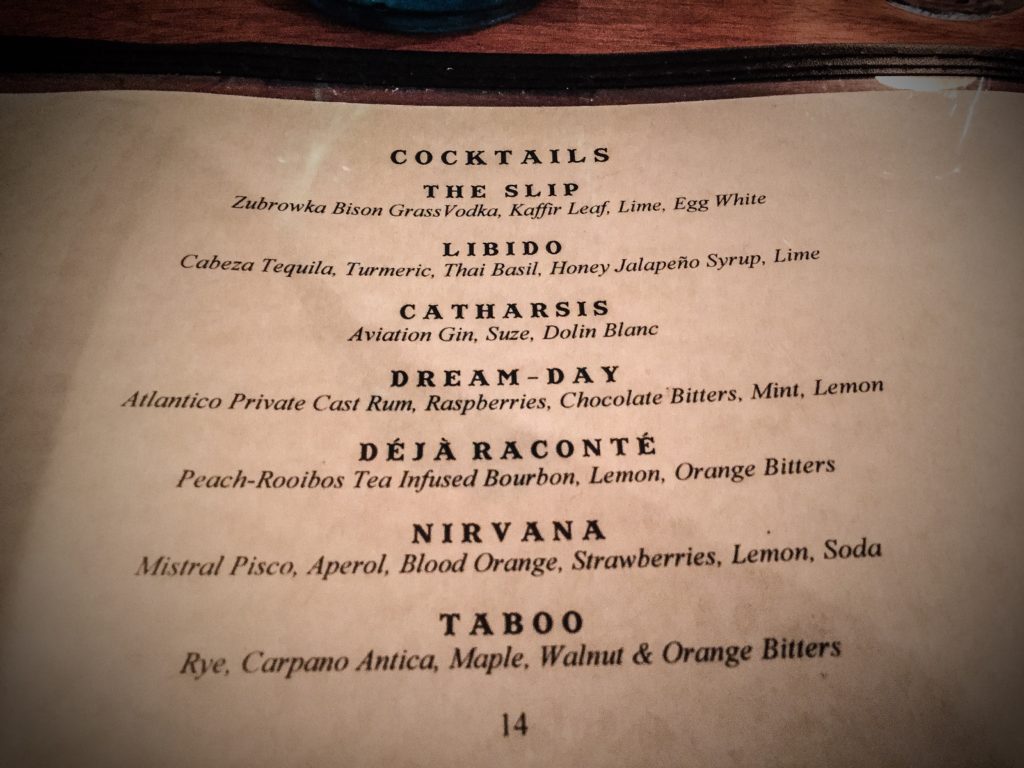 COCKTAILS
THE SLIP
Zubrowka Bison Grass Vodka, Kaffir Leaf, Lime, Egg White
LIBIDO
Cabeza Tequila, Turmeric, Thai Basil, Honey Jalapeño Syrup, Lime
CATHARSIS
Aviation Gin, Suze, Dolin Blanc
DREAM-DAY
Atlantico Private Cast Rum, Raspberries, Chocolate Bitters, Mint, Lemon
DÉJÀ RACONTÉ
Peach-Rooibos Tea Infused Bourbon, Lemon, Orange Bitters
NIRVANA
Mistral Pisco, Aperol, Blood Orange, Strawberries, Lemon, Soda
TABOO
Rye, Carpano Antica, Maple, Walnut & Orange Bitters
14